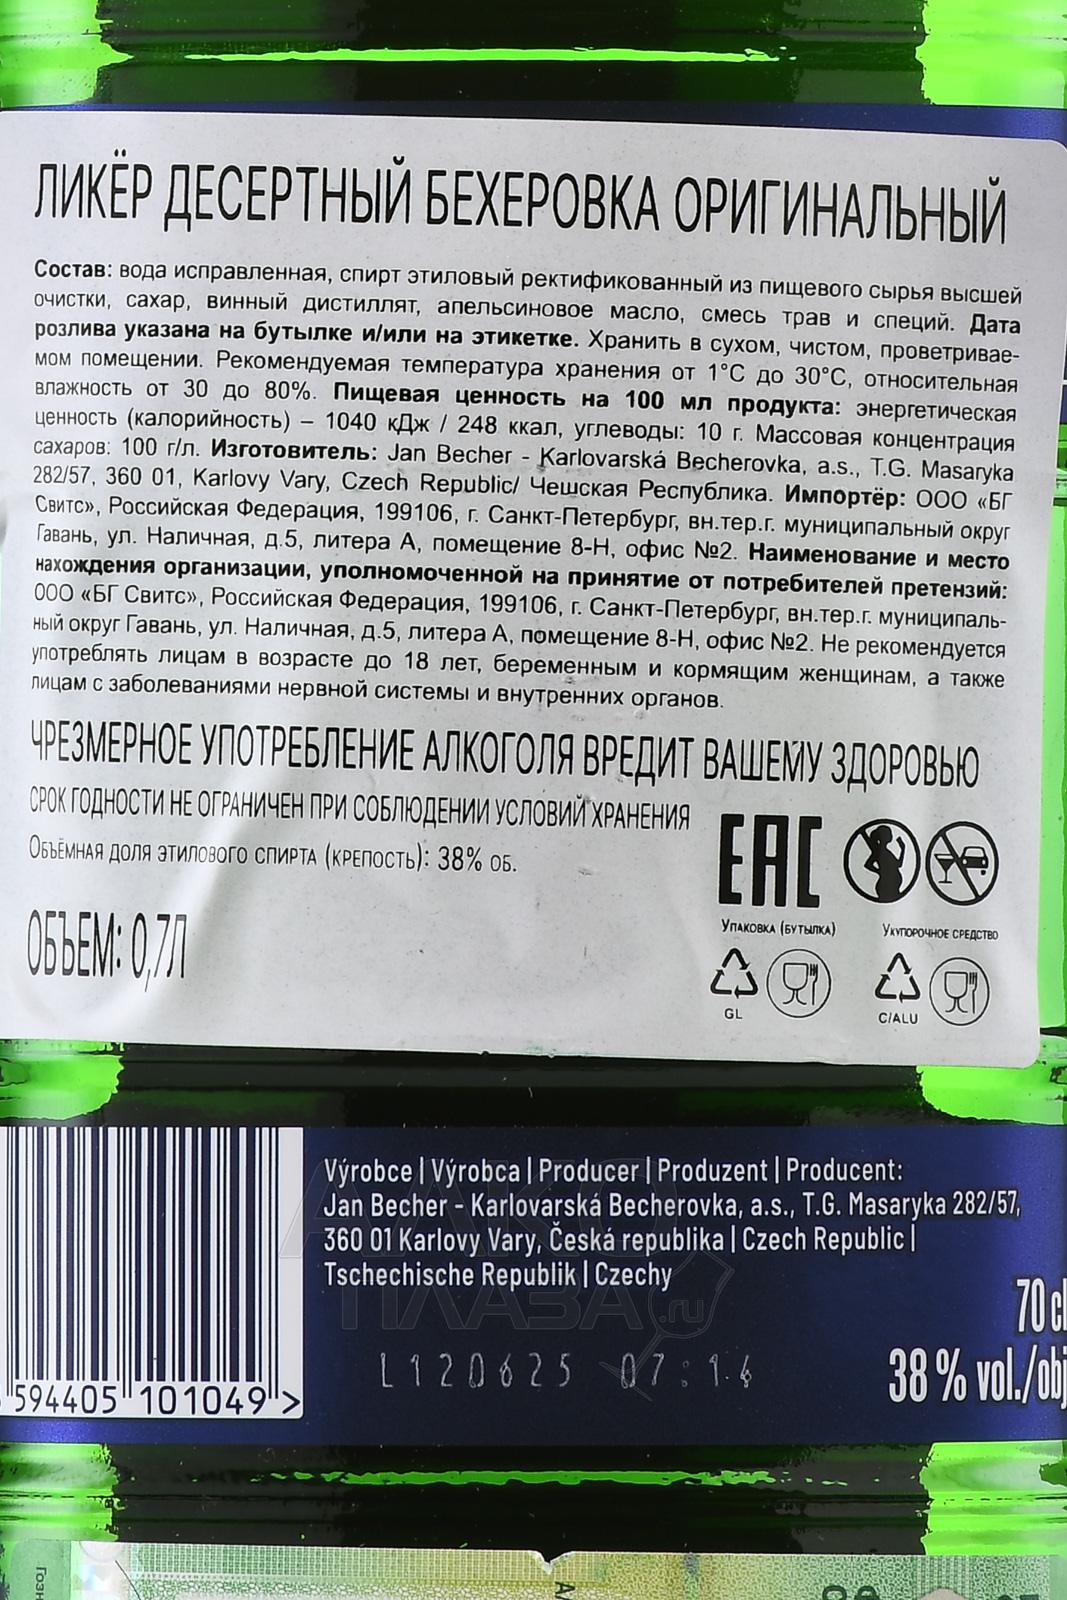 ЛИКЁР ДЕСЕРТНЫЙ БЕХЕРОВКА ОРИГИНАЛЬНЫЙ
Состав: вода исправленная, спирт этиловый ректификованный из пищевого сырья высшей
очистки, сахар, винный дистиллят, апельсиновое масло, смесь трав и специй. Дата
розлива указана на бутылке и/или на этикетке. Хранить в сухом, чистом, проветривае-
мом помещении. Рекомендуемая температура хранения от 1°С до 30°С, относительная
влажность от 30 до 80%. Пищевая ценность на 100 мл продукта: энергетическая
ценность (калорийность) – 1040 кДж / 248 ккал, углеводы: 10 г. Массовая концентрация
сахаров: 100 г/л. Изготовитель: Jan Becher - Karlovarská Becherovka, a.s., T.G. Masaryka
282/57, 360 01, Karlovy Vary, Czech Republic/ Чешская Республика. Импортёр: ООО «БГ
Свитс», Российская Федерация, 199106, г. Санкт-Петербург, вн.тер.г. муниципальный округ
Гавань, ул. Наличная, д.5, литера А, помещение 8-Н, офис №2. Наименование и место
нахождения организации, уполномоченной на принятие от потребителей претензий:
ООО «БГ Свитс», Российская Федерация, 199106, г. Санкт-Петербург, вн.тер.г. муниципаль-
ный округ Гавань, ул. Наличная, д.5, литера А, помещение 8-Н, офис №2. Не рекомендуется
употреблять лицам в возрасте до 18 лет, беременным и кормящим женщинам, а также
лицам с заболеваниями нервной системы и внутренних органов.
ЧРЕЗМЕРНОЕ УПОТРЕБЛЕНИЕ АЛКОГОЛЯ ВРЕДИТ ВАШЕМУ ЗДОРОВЬЮ
СРОК ГОДНОСТИ НЕ ОГРАНИЧЕН ПРИ СОБЛЮДЕНИИ УСЛОВИЙ ХРАНЕНИЯ
ОБЪЁМНАЯ ДОЛЯ ЭТИЛОВОГО СПИРТА (КРЕПОСТЬ): 38% ОБ.
EAC
УПАКОВКА (БУТЫЛКА) УКУПОРОЧНОЕ СРЕДСТВО
ОБЪЕМ: 0,7Л
GL C/ALU
Výrobce | Výrobca | Producer | Produzent | Producent:
Jan Becher - Karlovarská Becherovka, a.s., T.G. Masaryka 282/57,
360 01 Karlovy Vary, Česká republika | Czech Republic |
Tschechische Republik | Czechy
АЛКО
ПЛАЗА.ru
70 cl
38 % vol./obj
L120625 07:14
594405 101049 >